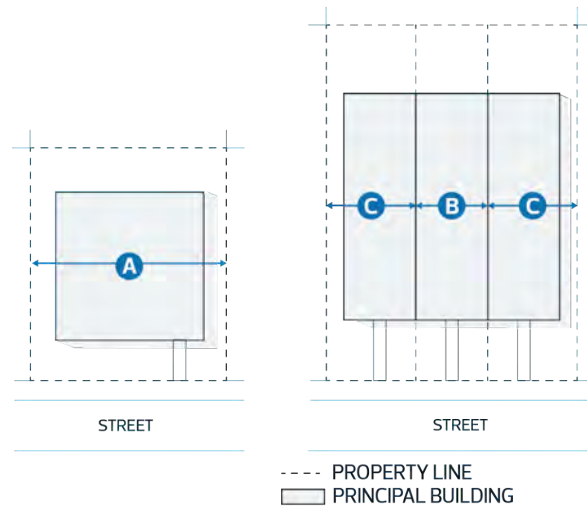 A
C B C
STREET
STREET
PROPERTY LINE
PRINCIPAL BUILDING